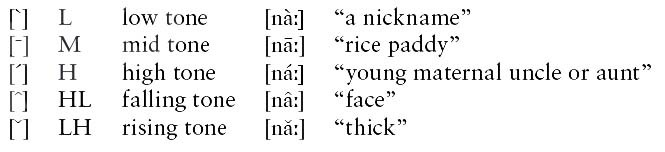 [ˋ] L low tone [nàː] “a nickname”
[ˉ] M mid tone [nāː] “rice paddy”
[ˊ] H high tone [náː] “young maternal uncle or aunt”
[ˆ] HL falling tone [nâː] “face”
[ˇ] LH rising tone [nǎː] “thick”